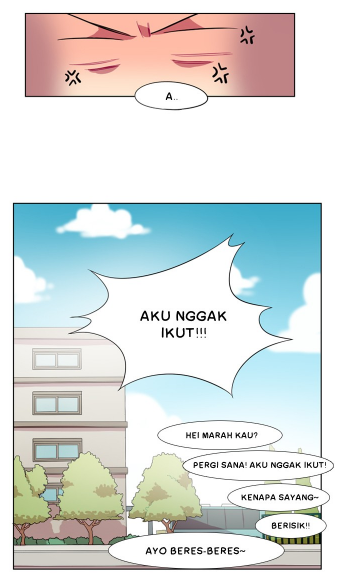 A..
AKU NGGAK
IKUT!!!
HEI MARAH KAU?
PERGI SANA! AKU NGGAK IKUT!
KENAPA SAYANG~
BERISIK!!
AYO BERES-BERES~